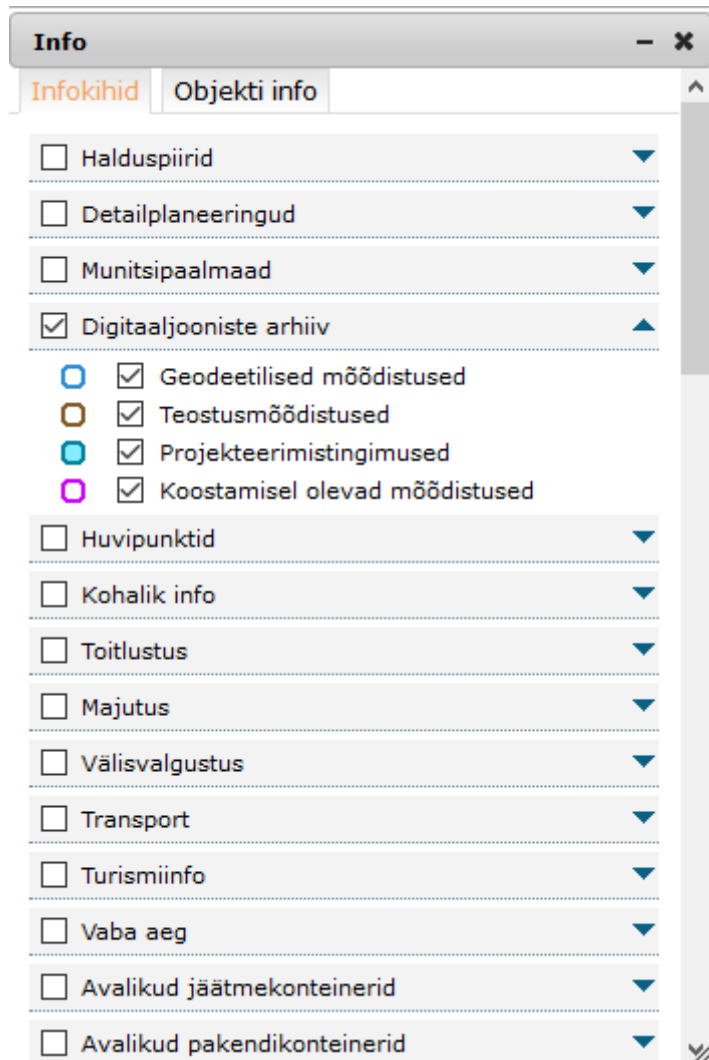 Info
Infokihid Objekti info
Halduspiirid
Detailplaneeringud
Munitsipaalmaad
Digitaaljooniste arhiiv
Geodeetilised mõõdistused
Teostusmõõdistused
Projekteerimistingimused
Koostamisel olevad mõõdistused
Huvipunktid
Kohalik info
Toitlustus
Majutus
Välisvalgustus
Transport
Turismiinfo
Vaba aeg
Avalikud jäätmekonteinerid
Avalikud pakendikonteinerid